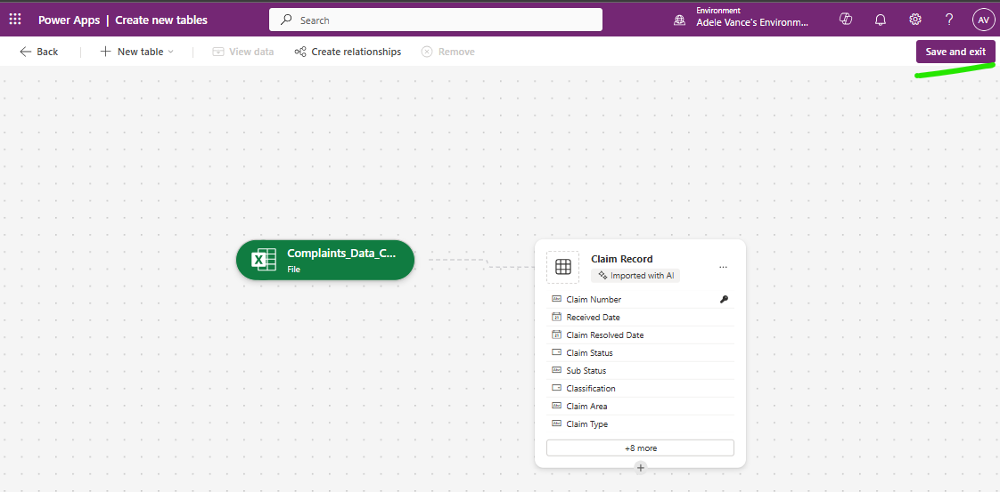 Power Apps | Create new tables
Search
Environment
Adele Vance's Environm...
AV
Back
New table
View data
Create relationships
Remove
Save and exit
Complaints_Data_C...
File
Claim Record
Imported with AI
Claim Number
Received Date
Claim Resolved Date
Claim Status
Sub Status
Classification
Claim Area
Claim Type
+8 more